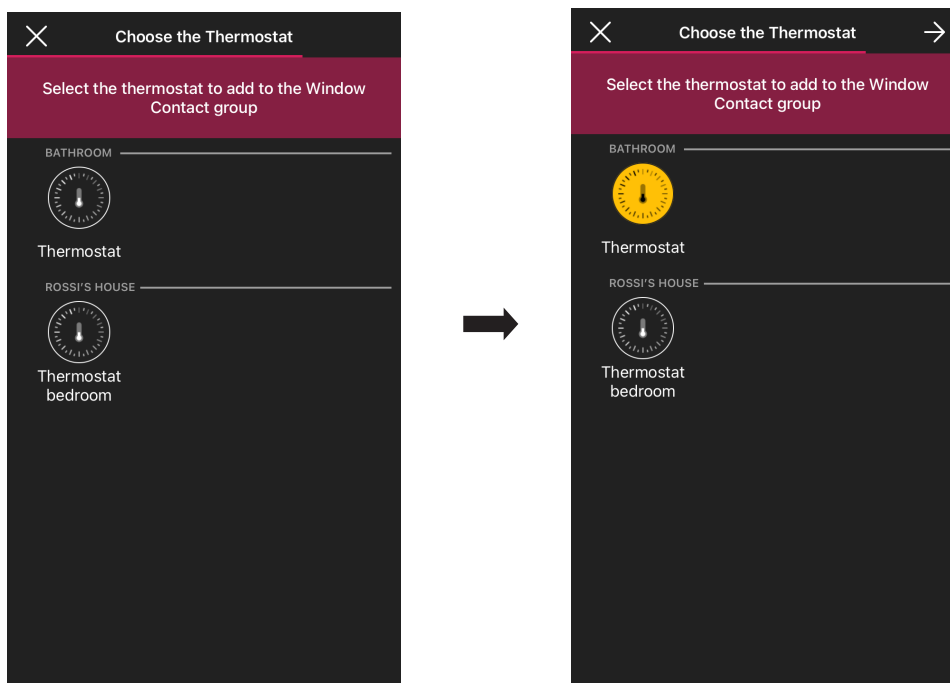 Choose the Thermostat
Select the thermostat to add to the Window
Contact group
BATHROOM
Thermostat
ROSSI'S HOUSE
Thermostat
bedroom
Choose the Thermostat
Select the thermostat to add to the Window
Contact group
BATHROOM
Thermostat
ROSSI'S HOUSE
Thermostat
bedroom